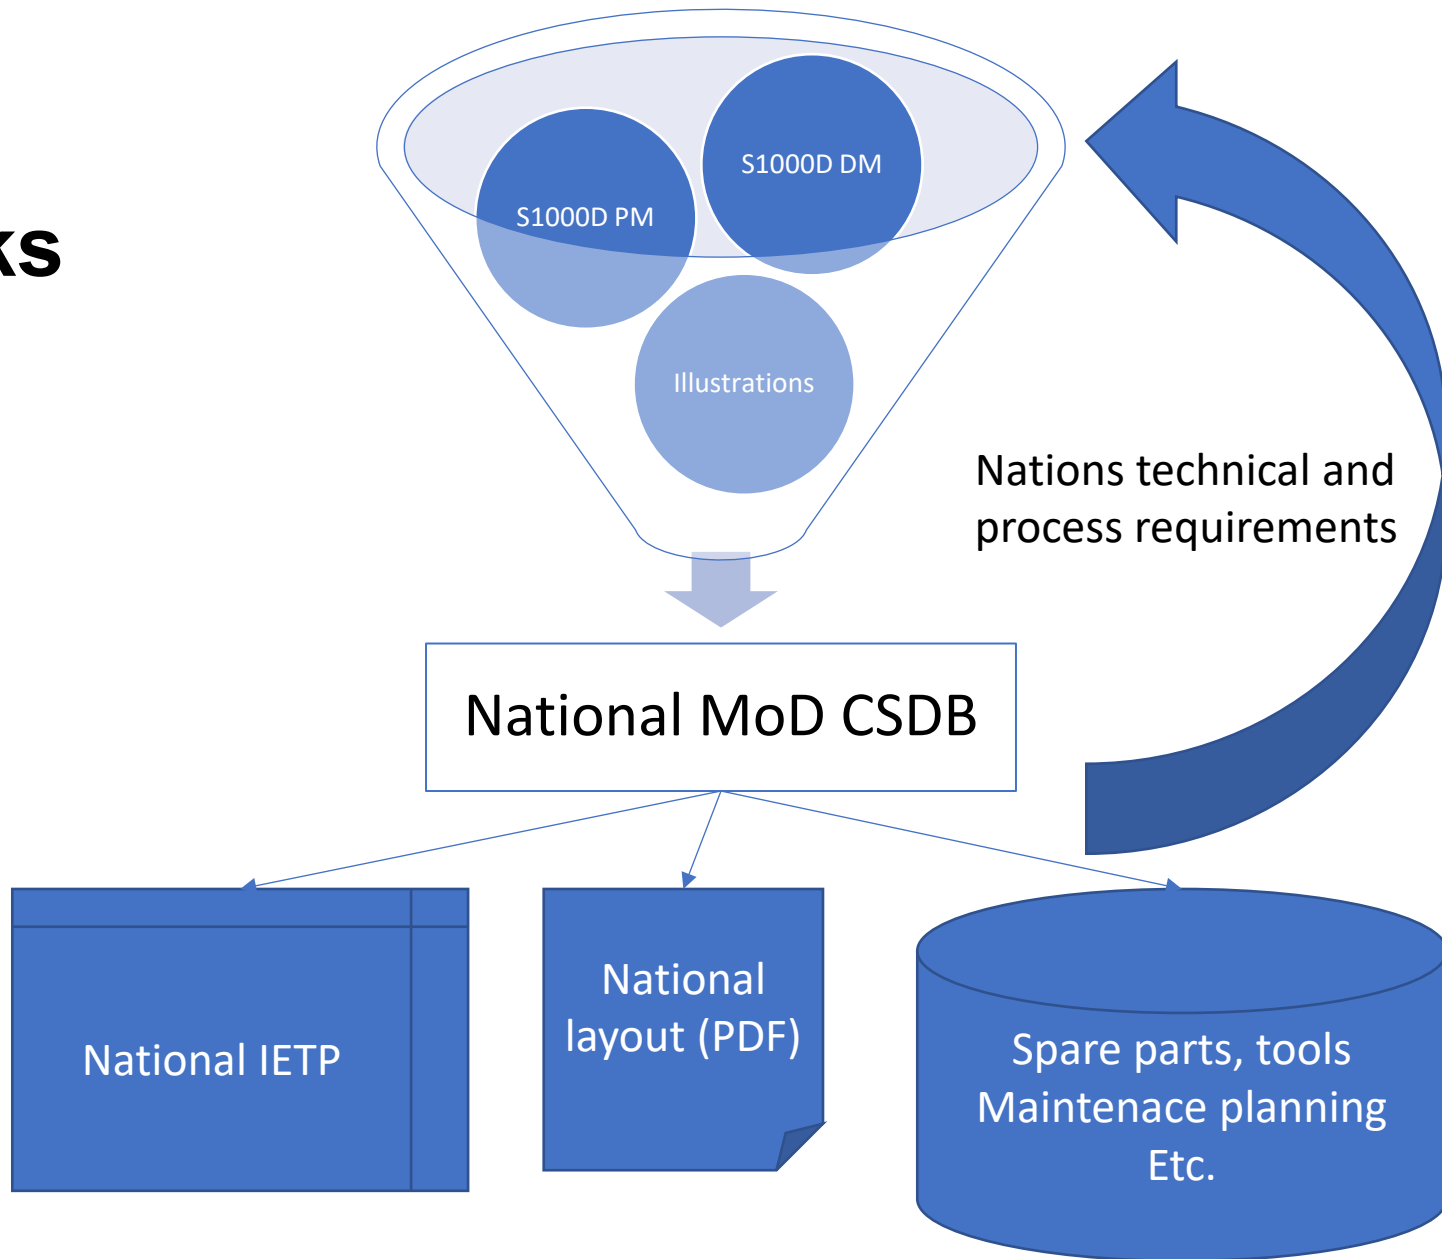 ks
S1000D DM
S1000D PM
Illustrations
Nations technical and
process requirements
National MoD CSDB
National IETP
National
layout (PDF)
Spare parts, tools
Maintenace planning
Etc.